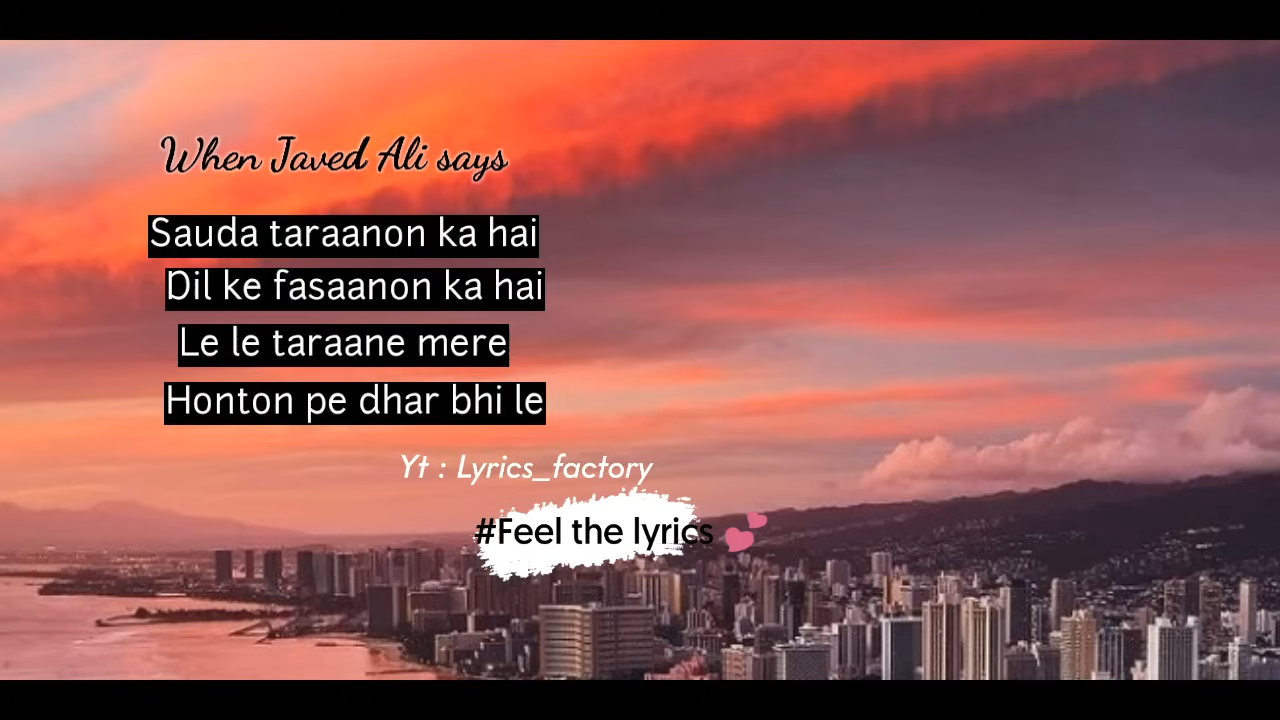 When Javed Ali says
Sauda taraanon ka hai
Dil ke fasaanon ka hai
Le le taraane mere
Honton pe dhar bhi le
Yt : Lyrics_factory
#Feel the lyrics 💕